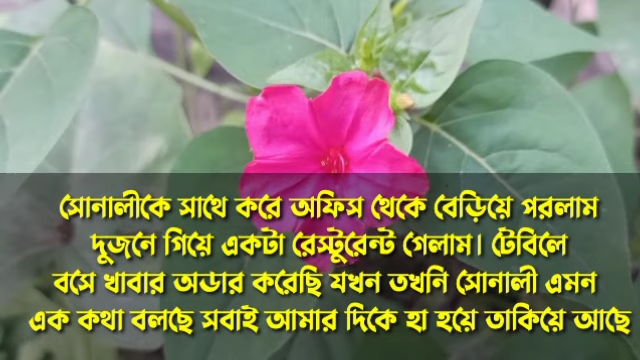 সোনালীকে সাথে করে অফিস থেকে বেড়িয়ে পরলাম
দুজনে গিয়ে একটা রেস্টুরেন্ট গেলাম। টেবিলে
বসে খাবার অডার করেছি যখন তখনি সোনালী এমন
এক কথা বলছে সবাই আমার দিকে হা হয়ে তাকিয়ে আছে